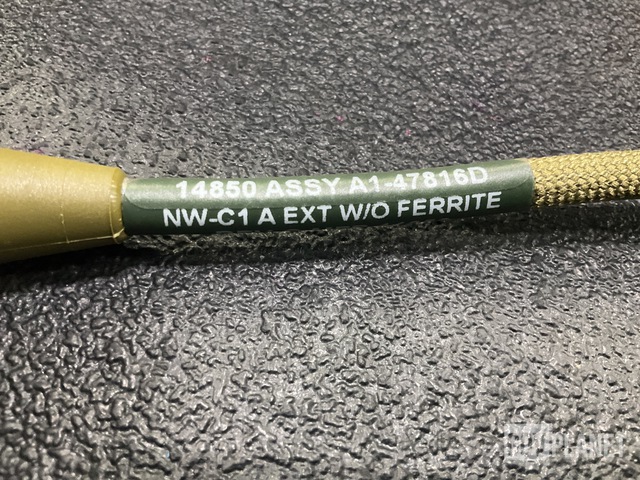 14850 ASSY A1-47816D
NW-C1 A EXT W/O FERRITE